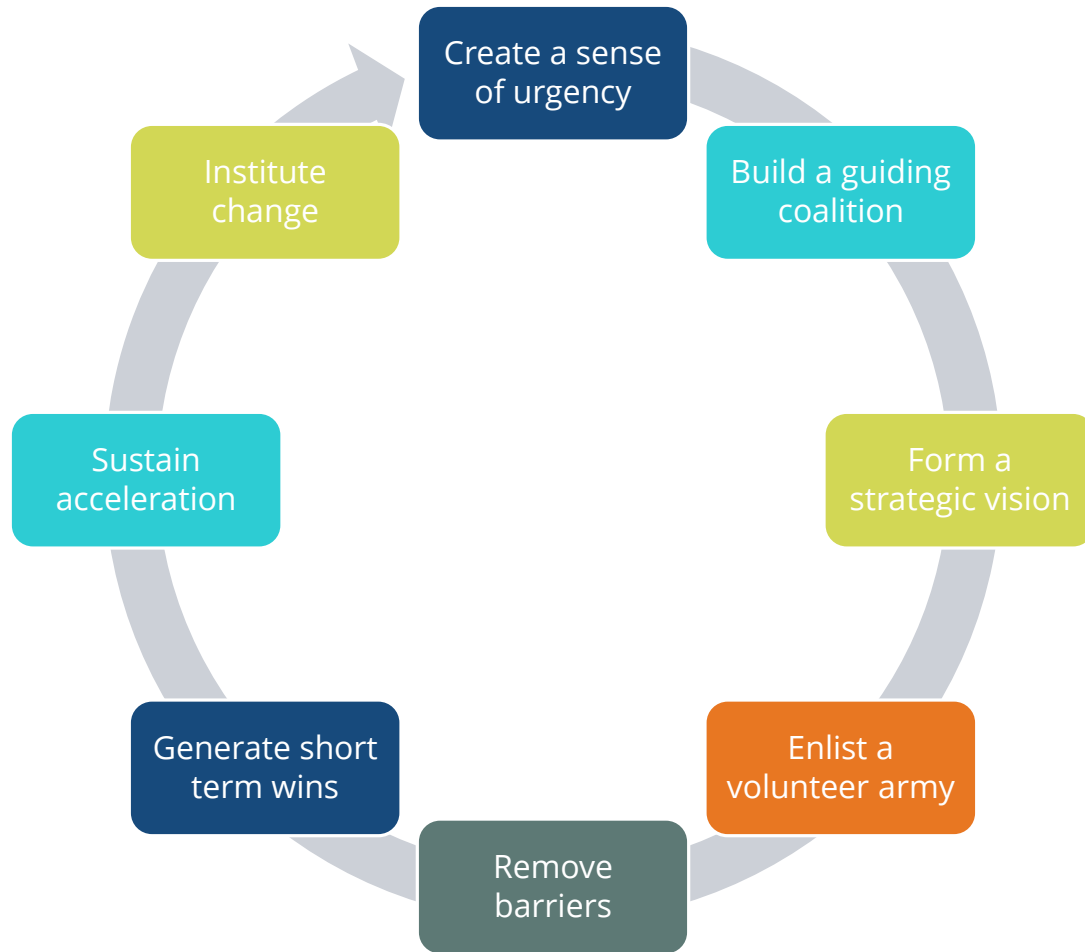 Create a sense
of urgency
Build a guiding
coalition
Form a
strategic vision
Enlist a
volunteer army
Remove
barriers
Generate short
term wins
Sustain
acceleration
Institute
change